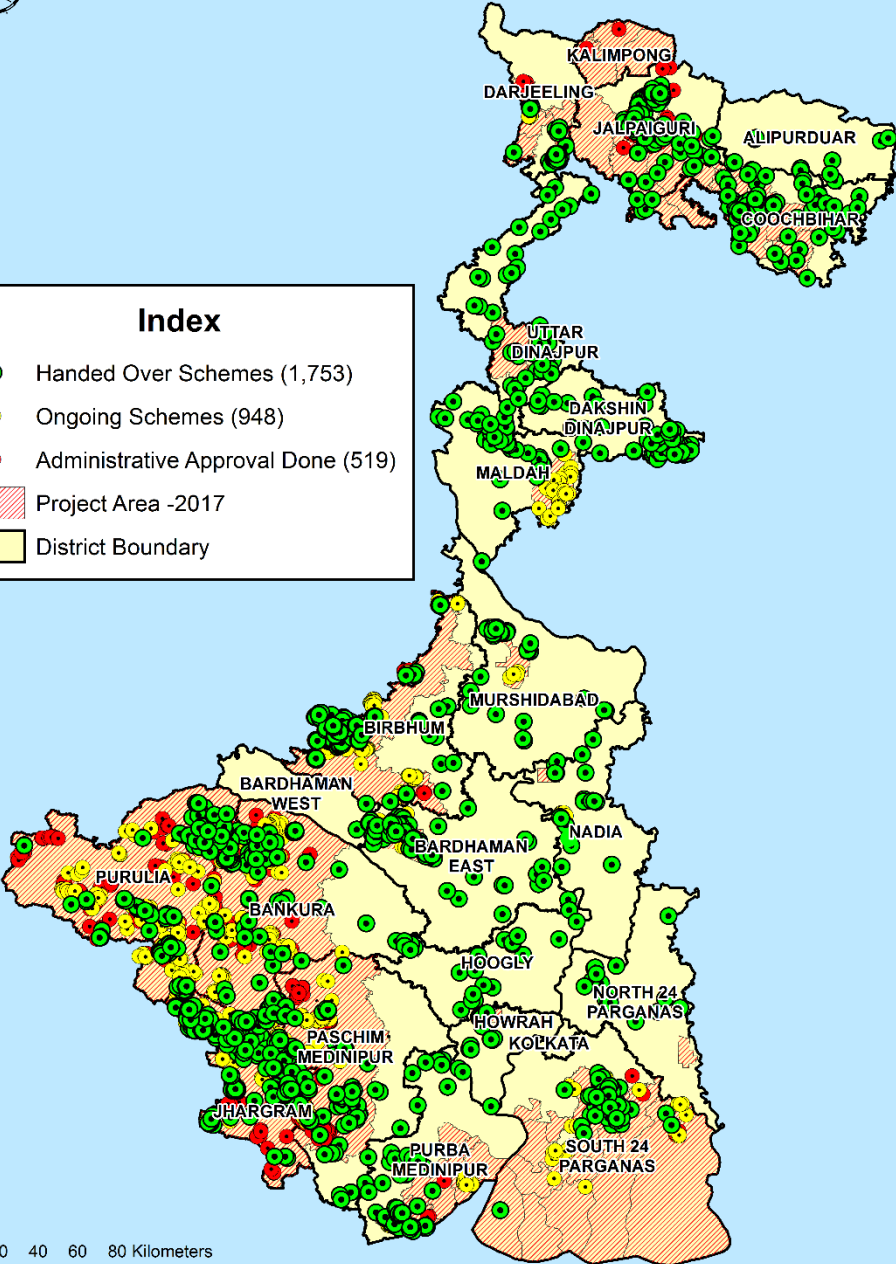 KALIMPONG
DARJEELING
JALPAIGURI
ALIPURDUAR
COOCHBIHAR
Index
Handed Over Schemes (1,753)
Ongoing Schemes (948)
Administrative Approval Done (519)
Project Area -2017
District Boundary
UTTAR
DINAJPUR
DAKSHIN
DINAJPUR
MALDAH
MURSHIDABAD
BIRBHUM
BARDHAMAN
WEST
NADIA
BARDHAMAN
EAST
PURULIA
BANKURA
HOOGLY
NORTH 24
PARGANAS
HOWRAH
KOLKATA
PASCHIM
MEDINIPUR
JHARGRAM
PURBA
MEDINIPUR
SOUTH 24
PARGANAS
0 40 60 80 Kilometers